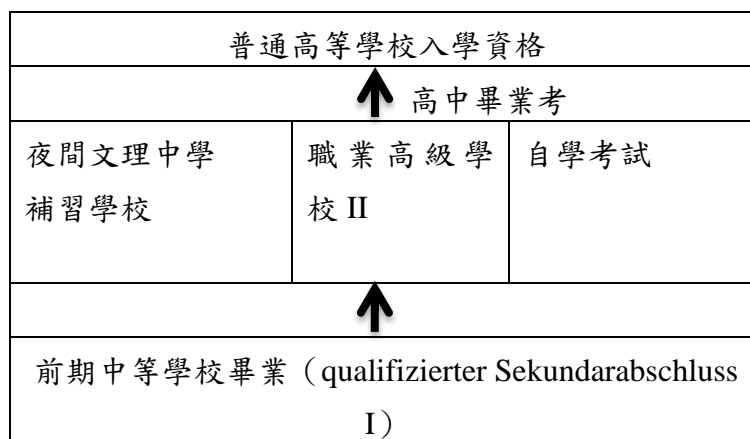 普通高等學校入學資格
高中畢業考
夜間文理中學
補習學校
職業高級學
校 II
自學考試
前期中等學校畢業（qualifizierter Sekundarabschluss
I）